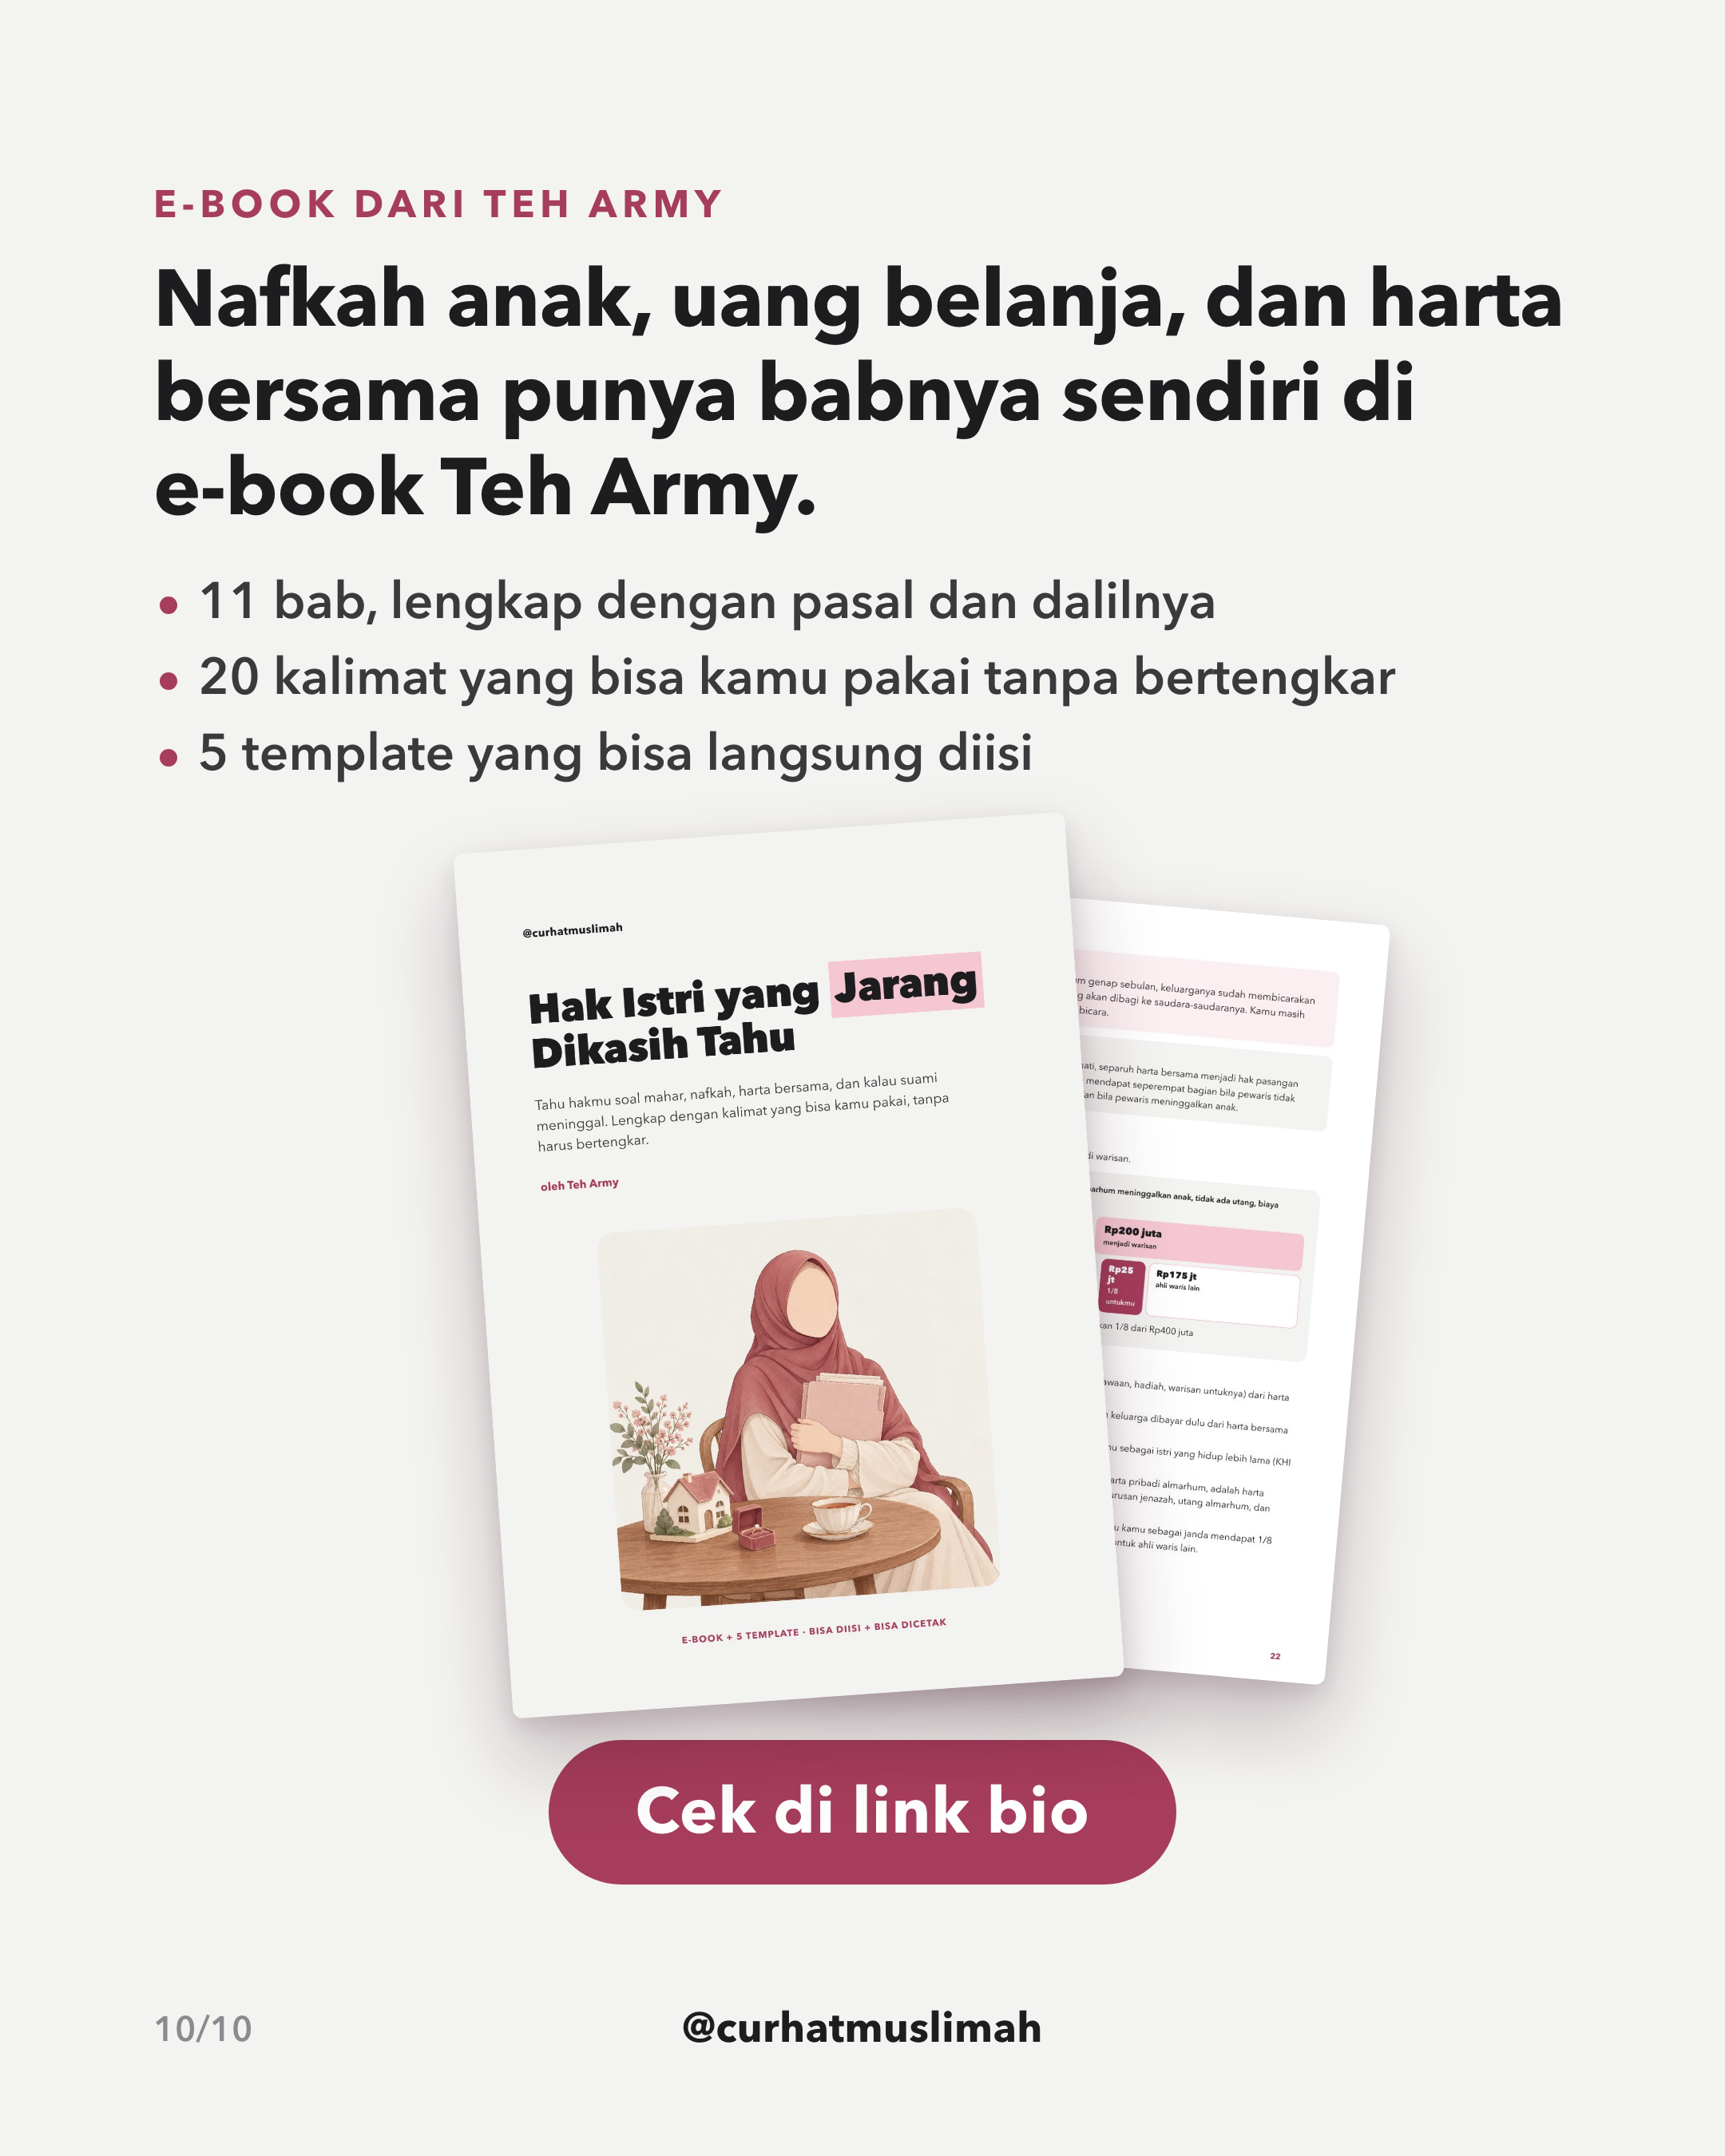 E-BOOK DARI TEH ARMY
Nafkah anak, uang belanja, dan harta
bersama punya babnya sendiri di
e-book Teh Army.
• 11 bab, lengkap dengan pasal dan dalilnya
• 20 kalimat yang bisa kamu pakai tanpa bertengkar
• 5 template yang bisa langsung diisi
@curhatmuslimah
Hak Istri yang Jarang
Dikasih Tahu
Tahu hakmu soal mahar, nafkah, harta bersama, dan kalau suami
meninggal. Lengkap dengan kalimat yang bisa kamu pakai, tanpa
harus bertengkar.
oleh Teh Army
E-BOOK + 5 TEMPLATE · BISA DIISI + BISA DICETAK
genap sebulan, keluarganya sudah membicarakan
akan dibagi ke saudara-saudaranya. Kamu masih
bicara.
separuh harta bersama menjadi hak pasangan
mendapat seperempat bagian bila pewaris tidak
bila pewaris meninggalkan anak.
warisan.
meninggalkan anak, tidak ada utang, biaya
Rp200 juta
menjadi warisan
Rp25
jt
1/8
untukmu
Rp175 jt
ahli waris lain
1/8 dari Rp400 juta
hadiah, warisan untuknya) dari harta
keluarga dibayar dulu dari harta bersama
sebagai istri yang hidup lebih lama (KHI
pribadi almarhum, adalah harta
jenazah, utang almarhum, dan
kamu sebagai janda mendapat 1/8
ahli waris lain.
22
Cek di link bio
10/10
@curhatmuslimah